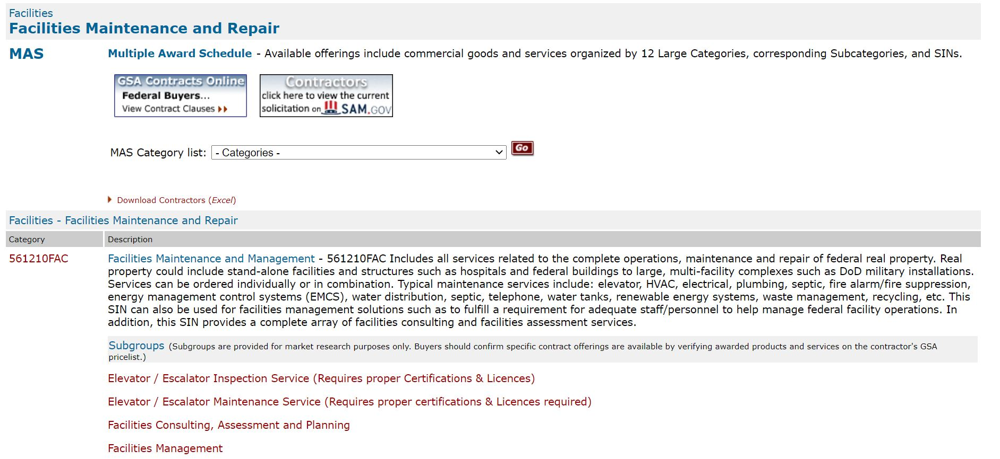 Facilities
Facilities Maintenance and Repair
MAS
Multiple Award Schedule - Available offerings include commercial goods and services organized by 12 Large Categories, corresponding Subcategories, and SINs.
GSA Contracts Online
Federal Buyers...
View Contract Clauses
Contractors
click here to view the current
solicitation on SAM.GOV
MAS Category list: - Categories - Go
Download Contractors (Excel)
Facilities - Facilities Maintenance and Repair
Category Description
561210FAC
Facilities Maintenance and Management - 561210FAC Includes all services related to the complete operations, maintenance and repair of federal real property. Real
property could include stand-alone facilities and structures such as hospitals and federal buildings to large, multi-facility complexes such as DoD military installations.
Services can be ordered individually or in combination. Typical maintenance services include: elevator, HVAC, electrical, plumbing, septic, fire alarm/fire suppression,
energy management control systems (EMCS), water distribution, septic, telephone, water tanks, renewable energy systems, waste management, recycling, etc. This
SIN can also be used for facilities management solutions such as to fulfill a requirement for adequate staff/personnel to help manage federal facility operations. In
addition, this SIN provides a complete array of facilities consulting and facilities assessment services.
Subgroups (Subgroups are provided for market research purposes only. Buyers should confirm specific contract offerings are available by verifying awarded products and services on the contractor's GSA
pricelist.)
Elevator / Escalator Inspection Service (Requires proper Certifications & Licences)
Elevator / Escalator Maintenance Service (Requires proper certifications & Licences required)
Facilities Consulting, Assessment and Planning
Facilities Management